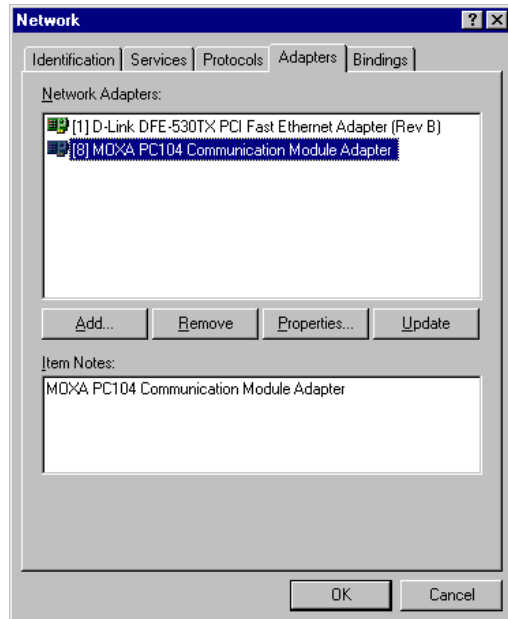 Network
Identification Services Protocols Adapters Bindings
Network Adapters:
[1] D-Link DFE-530TX PCI Fast Ethernet Adapter (Rev B)
[8] MOXA PC104 Communication Module Adapter
Add... Remove Properties... Update
Item Notes:
MOXA PC104 Communication Module Adapter
OK Cancel